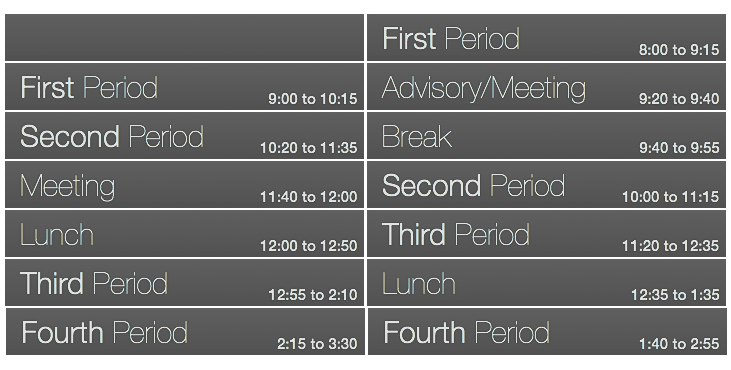 First Period
9:00 to 10:15
Second Period
10:20 to 11:35
Meeting
11:40 to 12:00
Lunch
12:00 to 12:50
Third Period
12:55 to 2:10
Fourth Period
2:15 to 3:30
First Period
8:00 to 9:15
Advisory/Meeting
9:20 to 9:40
Break
9:40 to 9:55
Second Period
10:00 to 11:15
Third Period
11:20 to 12:35
Lunch
12:35 to 1:35
Fourth Period
1:40 to 2:55